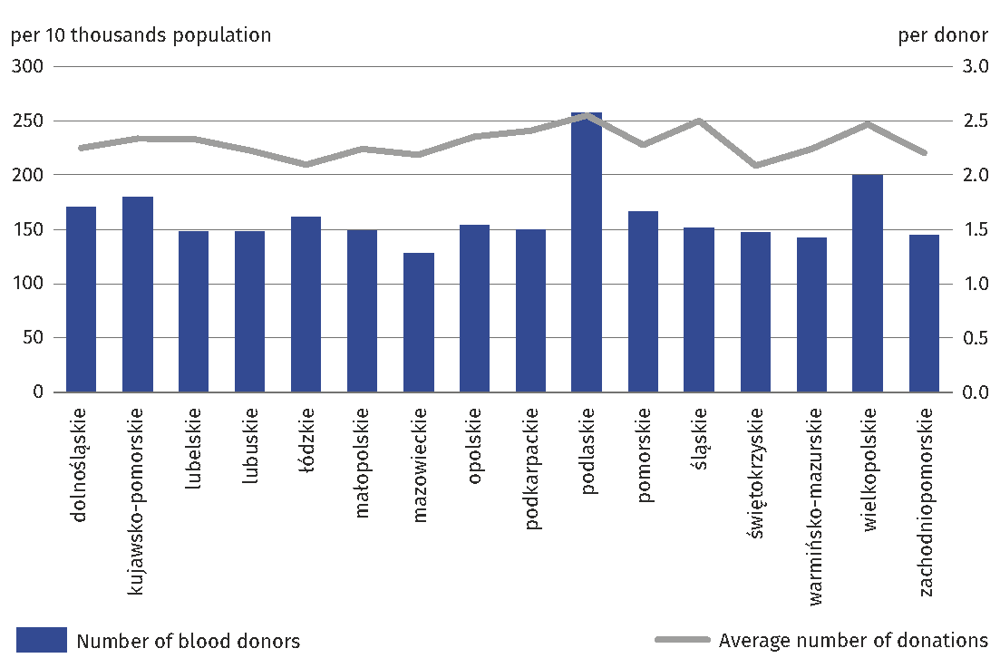 per 10 thousands population
per donor
300
3.0
250
2.5
200
2.0
150
1.5
100
1.0
50
0.5
0
0.0
dolnośląskie
kujawsko-pomorskie
lubelskie
lubuskie
łódzkie
małopolskie
mazowieckie
opolskie
podkarpackie
podlaskie
pomorskie
śląskie
świętokrzyskie
warmińsko-mazurskie
wielkopolskie
zachodniopomorskie
Number of blood donors
Average number of donations